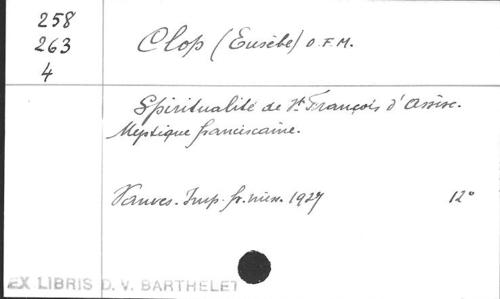 258
263
4
Clop (Eusèbe) O.F.M.
Spiritualité de St François d'Assise.
Mystique franciscaine.
Vanves. Imp. fr. miss. 1927 12°
EX LIBRIS D. V. BARTHELET